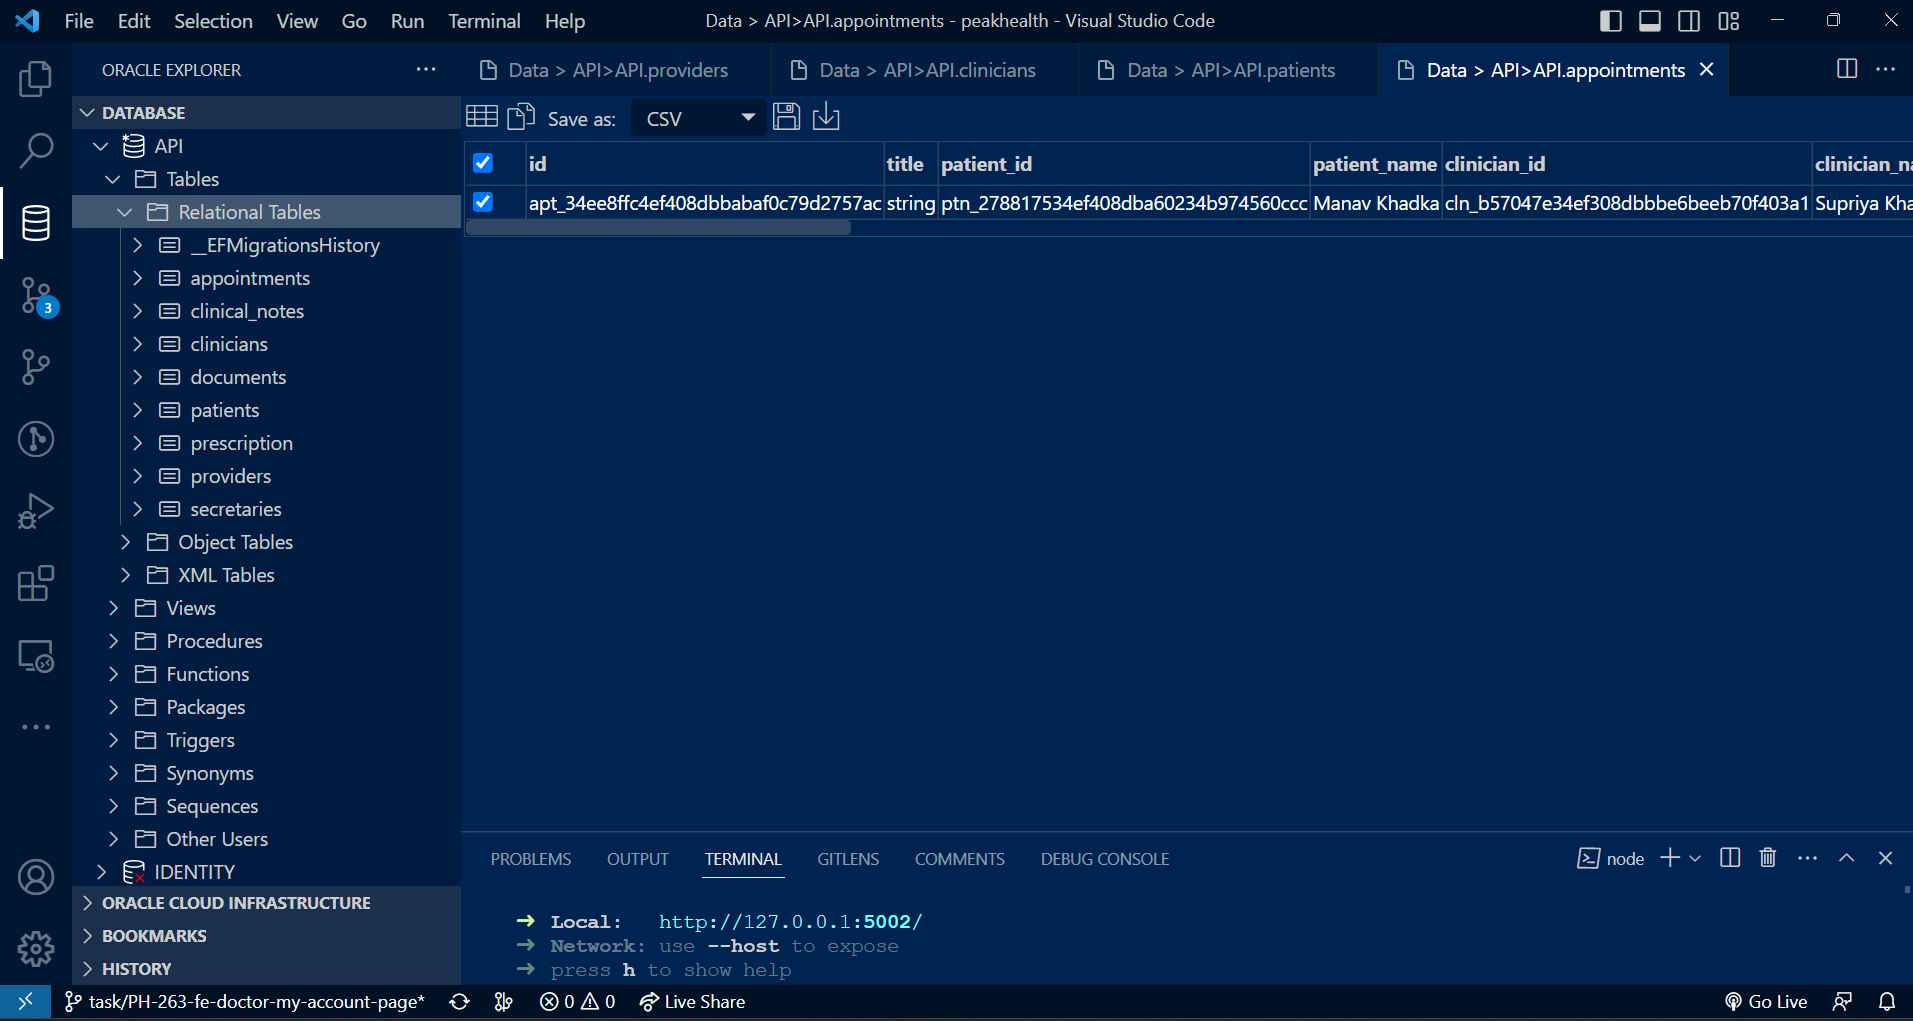 File Edit Selection View Go Run Terminal Help
Data > API>API.appointments - peakhealth - Visual Studio Code
ORACLE EXPLORER
Data > API>API.providers
Data > API>API.clinicians
Data > API>API.patients
Data > API>API.appointments
DATABASE
API
Tables
Relational Tables
__EFMigrationsHistory
appointments
clinical_notes
clinicians
documents
patients
prescription
providers
secretaries
Object Tables
XML Tables
Views
Procedures
Functions
Packages
Triggers
Synonyms
Sequences
Other Users
IDENTITY
ORACLE CLOUD INFRASTRUCTURE
BOOKMARKS
HISTORY
3
Save as: CSV
id title patient_id patient_name clinician_id clinician_na
apt_34ee8ffc4ef408dbbabaf0c79d2757ac string ptn_278817534ef408dba60234b974560ccc Manav Khadka cln_b57047e34ef308dbbbe6beeb70f403a1 Supriya Kha
PROBLEMS OUTPUT TERMINAL GITLENS COMMENTS DEBUG CONSOLE
node
➜ Local: http://127.0.0.1:5002/
➜ Network: use --host to expose
➜ press h to show help
task/PH-263-fe-doctor-my-account-page* 0 0 Live Share Go Live